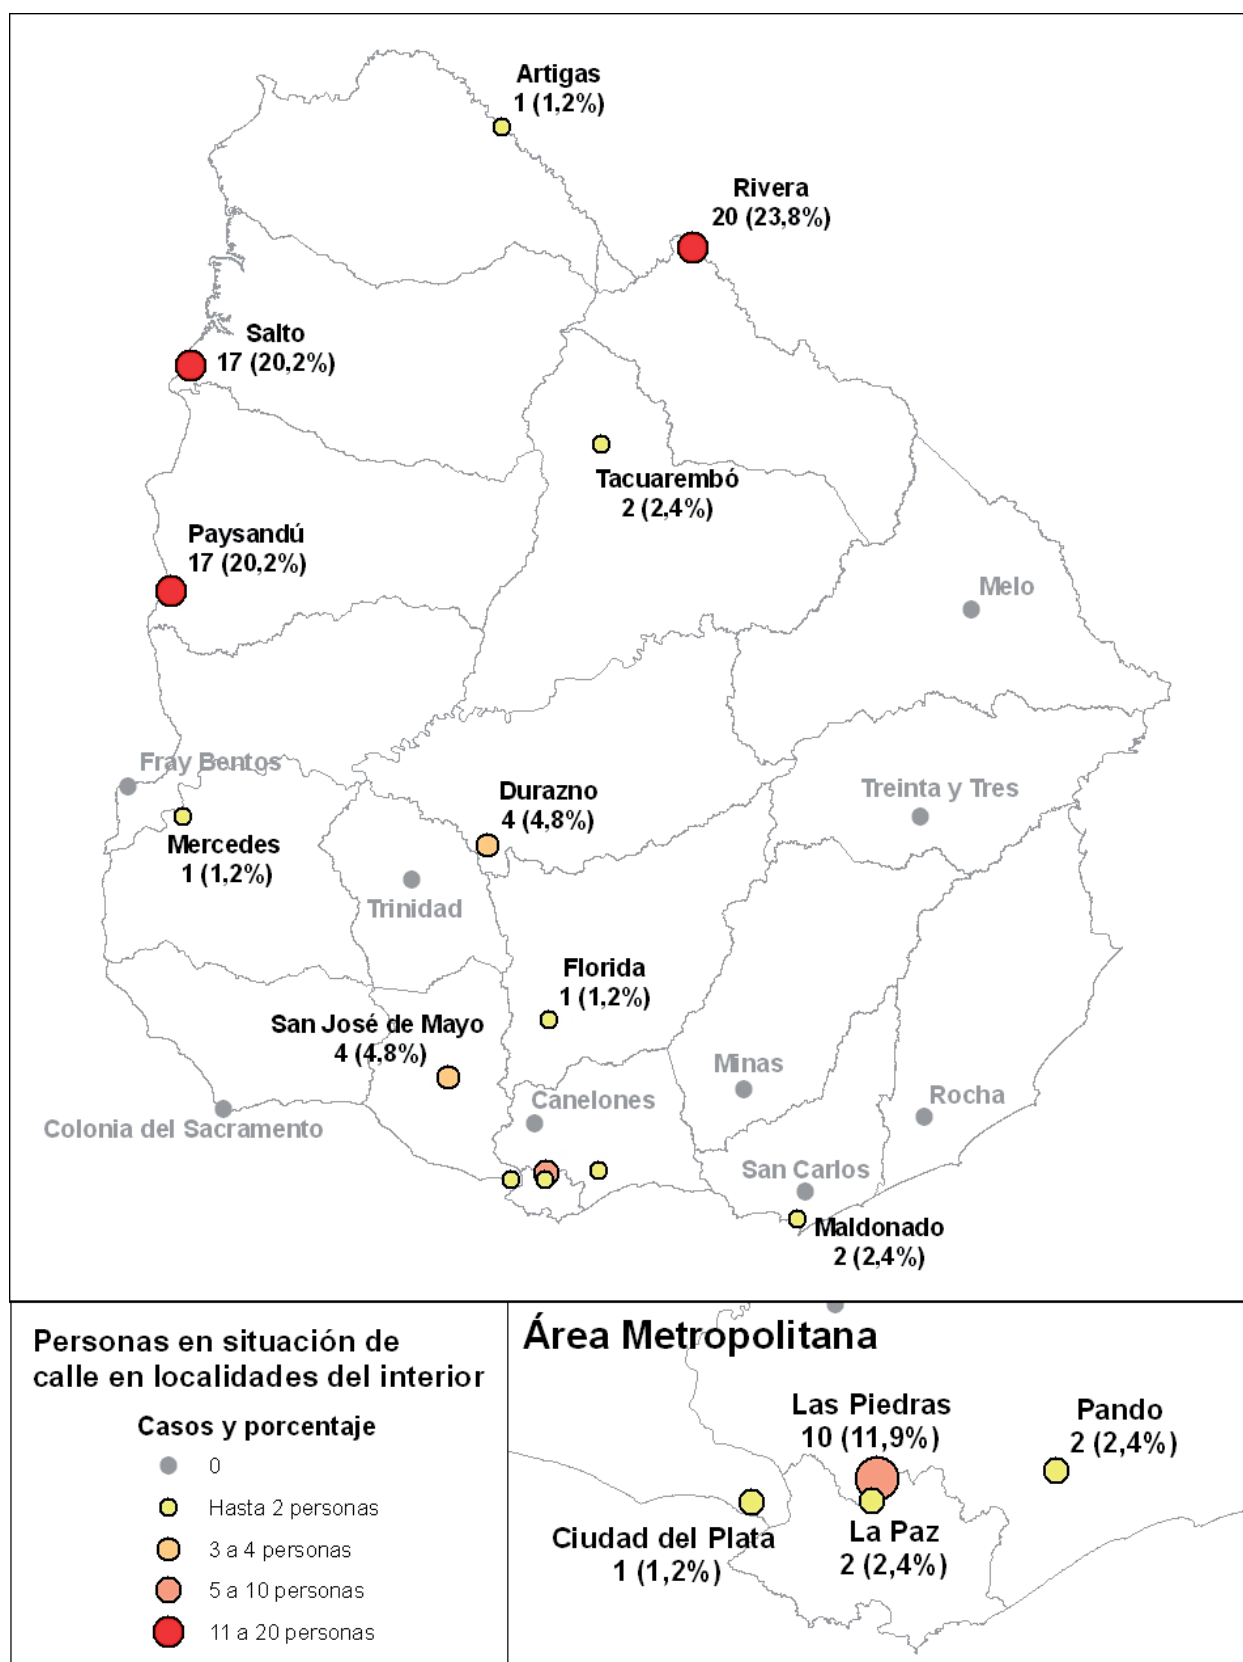 Artigas
1 (1,2%)
Rivera
20 (23,8%)
Salto
17 (20,2%)
Tacuarembó
2 (2,4%)
Paysandú
17 (20,2%)
Melo
Fray Bentos
Treinta y Tres
Durazno
4 (4,8%)
Mercedes
1 (1,2%)
Trinidad
Florida
1 (1,2%)
San José de Mayo
4 (4,8%)
Minas
Rocha
Canelones
Colonia del Sacramento
San Carlos
Maldonado
2 (2,4%)
Personas en situación de
calle en localidades del interior
Casos y porcentaje
0
Hasta 2 personas
3 a 4 personas
5 a 10 personas
11 a 20 personas
Área Metropolitana
Las Piedras
10 (11,9%)
Pando
2 (2,4%)
Ciudad del Plata
1 (1,2%)
La Paz
2 (2,4%)